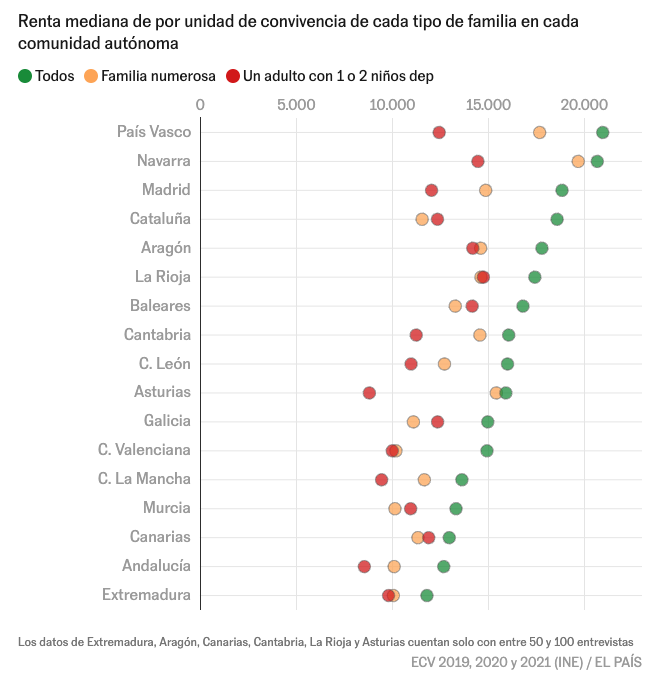 Renta mediana de por unidad de convivencia de cada tipo de familia en cada
comunidad autónoma
Todos Familia numerosa Un adulto con 1 o 2 niños dep
0 5.000 10.000 15.000 20.000
País Vasco
Navarra
Madrid
Cataluña
Aragón
La Rioja
Baleares
Cantabria
C. León
Asturias
Galicia
C. Valenciana
C. La Mancha
Murcia
Canarias
Andalucía
Extremadura
Los datos de Extremadura, Aragón, Canarias, Cantabria, La Rioja y Asturias cuentan solo con entre 50 y 100 entrevistas
ECV 2019, 2020 y 2021 (INE) / EL PAÍS